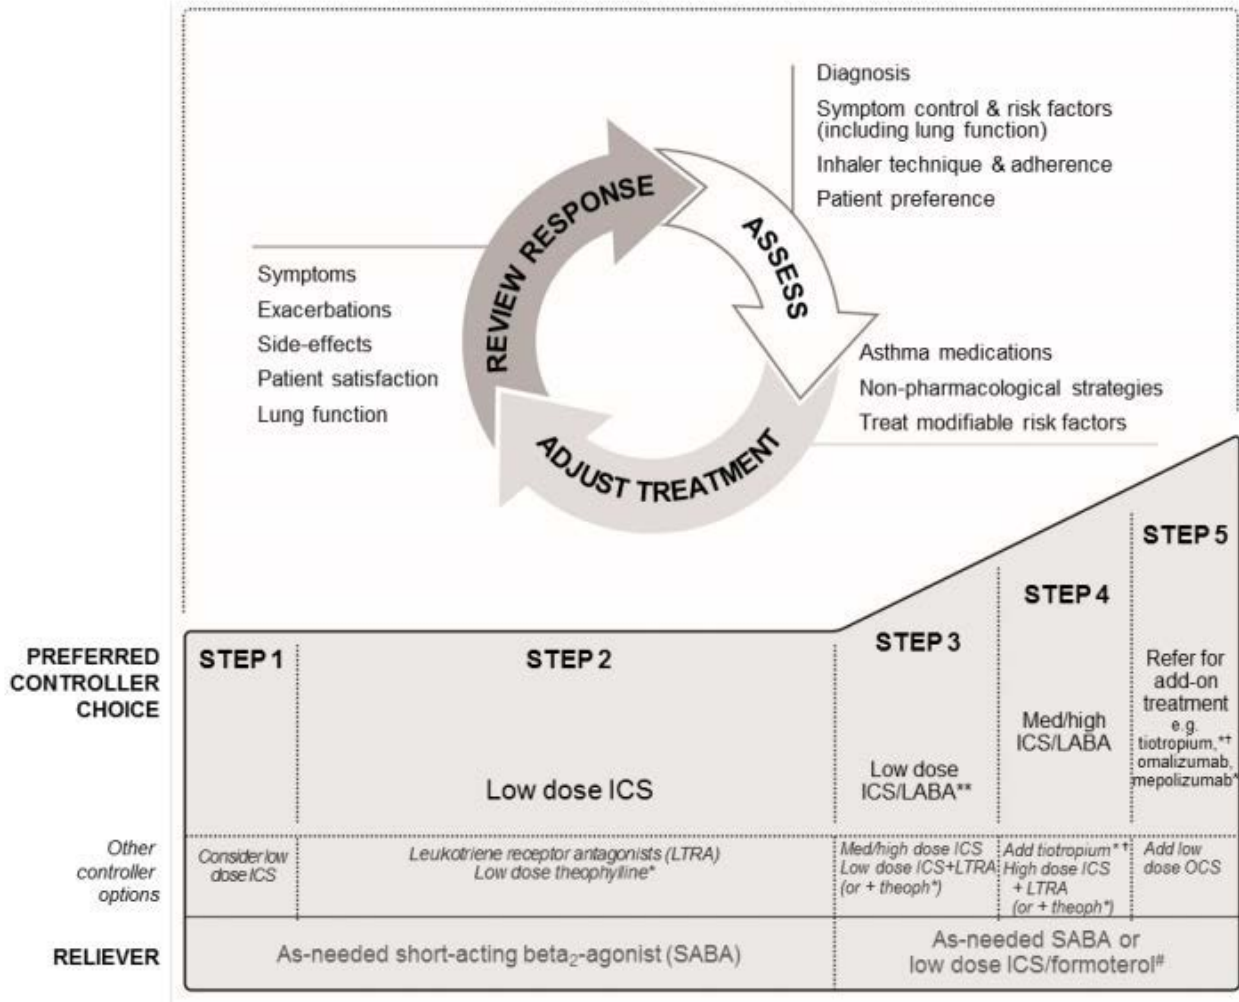 Diagnosis
Symptom control & risk factors
(including lung function)
Inhaler technique & adherence
Patient preference
REVIEW RESPONSE
ASSESS
ADJUST TREATMENT
Symptoms
Exacerbations
Side-effects
Patient satisfaction
Lung function
Asthma medications
Non-pharmacological strategies
Treat modifiable risk factors
PREFERRED
CONTROLLER
CHOICE
STEP 1
STEP 2
Low dose ICS
STEP 3
Low dose
ICS/LABA**
STEP 4
Med/high
ICS/LABA
STEP 5
Refer for
add-on
treatment
e.g.
tiotropium,*†
omalizumab,
mepolizumab*
Other
controller
options
Consider low
dose ICS
Leukotriene receptor antagonists (LTRA)
Low dose theophylline*
Med/high dose ICS
Low dose ICS+LTRA
(or + theoph*)
Add tiotropium*†
High dose ICS
+ LTRA
(or + theoph*)
Add low
dose OCS
RELIEVER
As-needed short-acting beta₂-agonist (SABA)
As-needed SABA or
low dose ICS/formoterol#